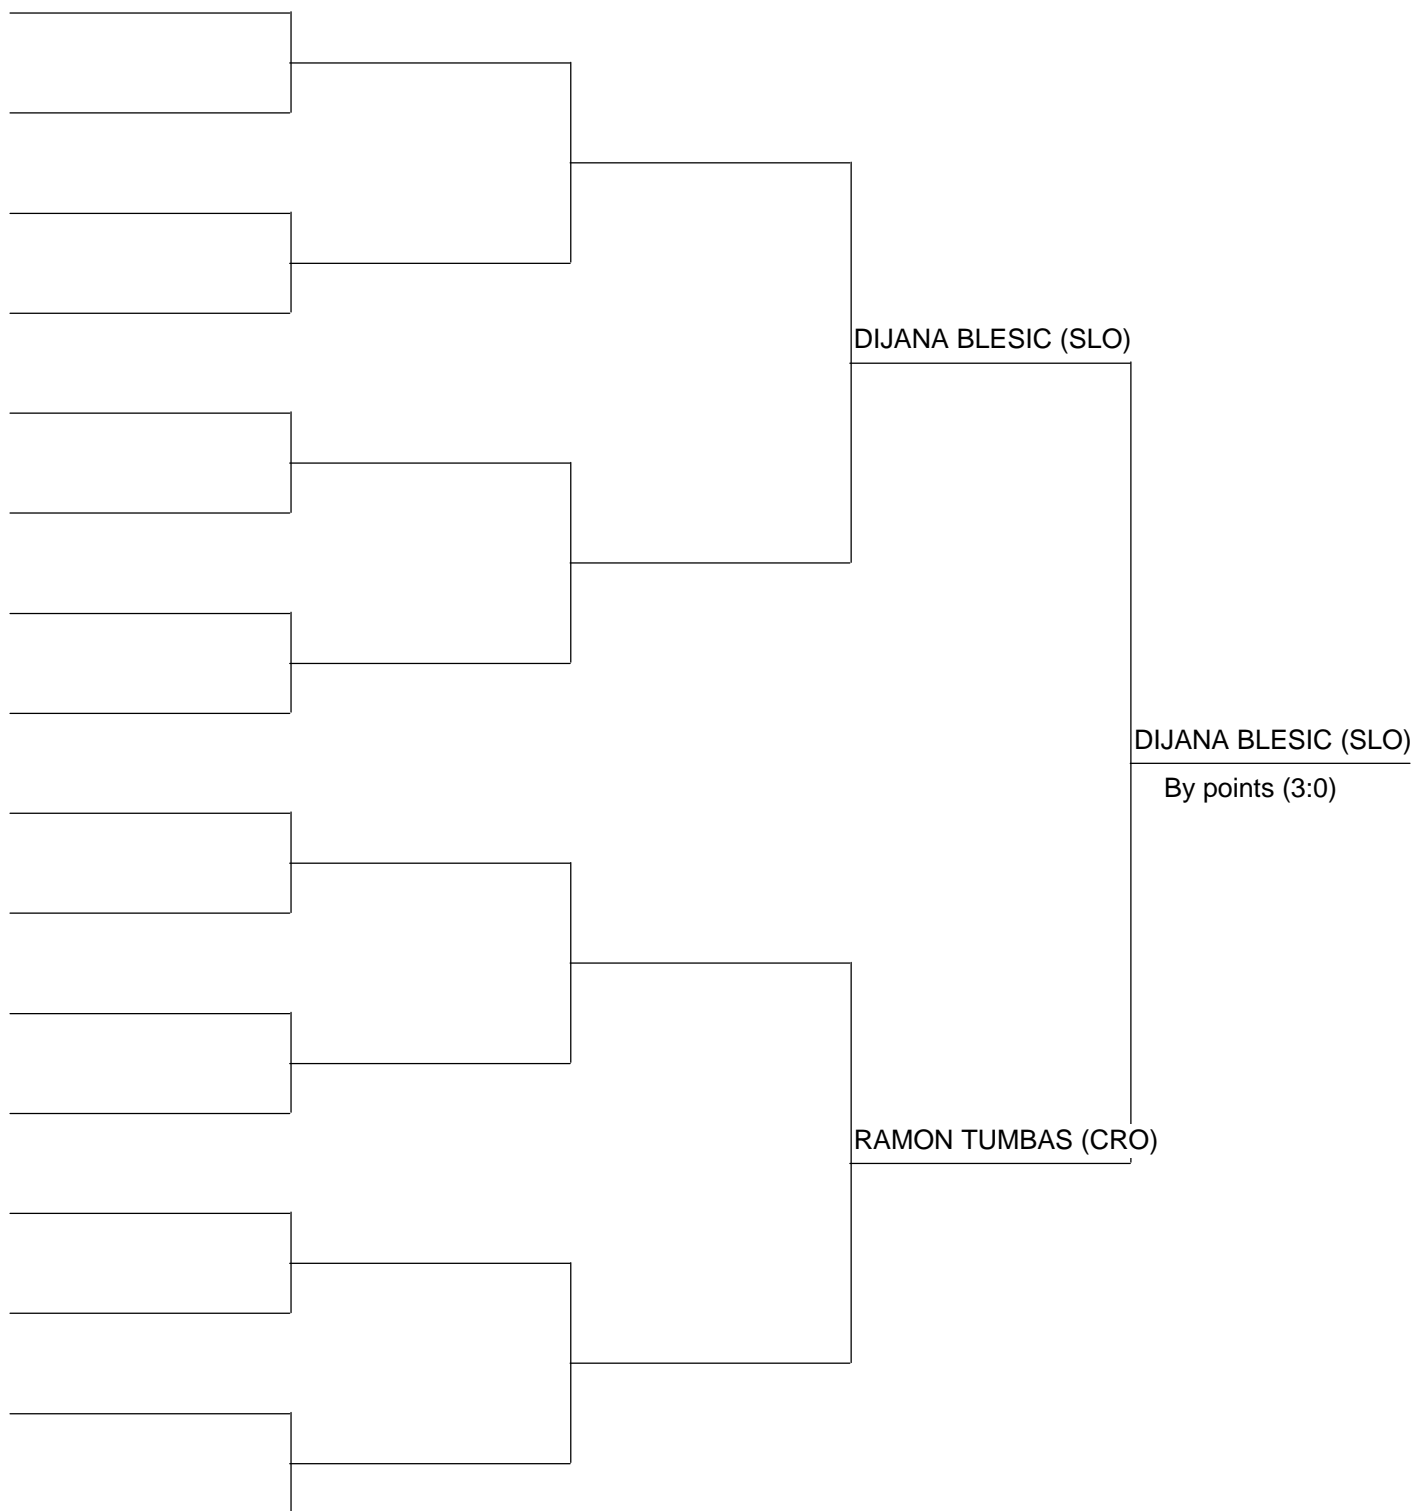 DIJANA BLESIC (SLO)
DIJANA BLESIC (SLO)
By points (3:0)
RAMON TUMBAS (CRO)